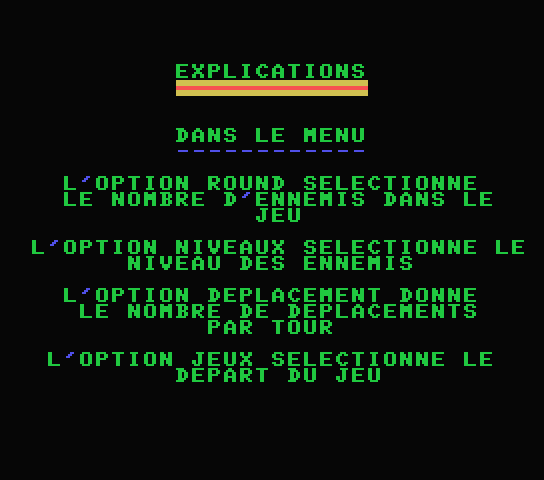 EXPLICATIONS
DANS LE MENU
L'OPTION ROUND SELECTIONNE
LE NOMBRE D'ENNEMIS DANS LE
JEU
L'OPTION NIVEAUX SELECTIONNE LE
NIVEAU DES ENNEMIS
L'OPTION DEPLACEMENT DONNE
LE NOMBRE DE DEPLACEMENTS
PAR TOUR
L'OPTION JEUX SELECTIONNE LE
DEPART DU JEU